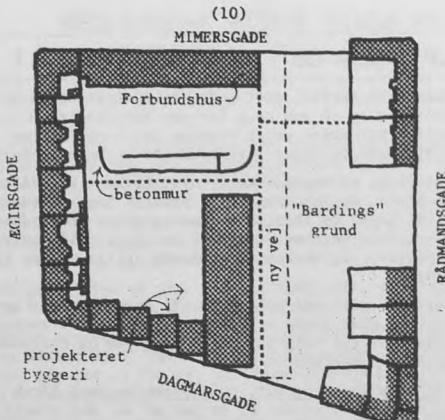 (10)
MIMERSGADE
Forbundshus
ÆGIRSGADE
betonmur
"Bardings"
grund
ny vej
RÅDMANDSGADE
projekteret
byggeri
DAGMARSGADE